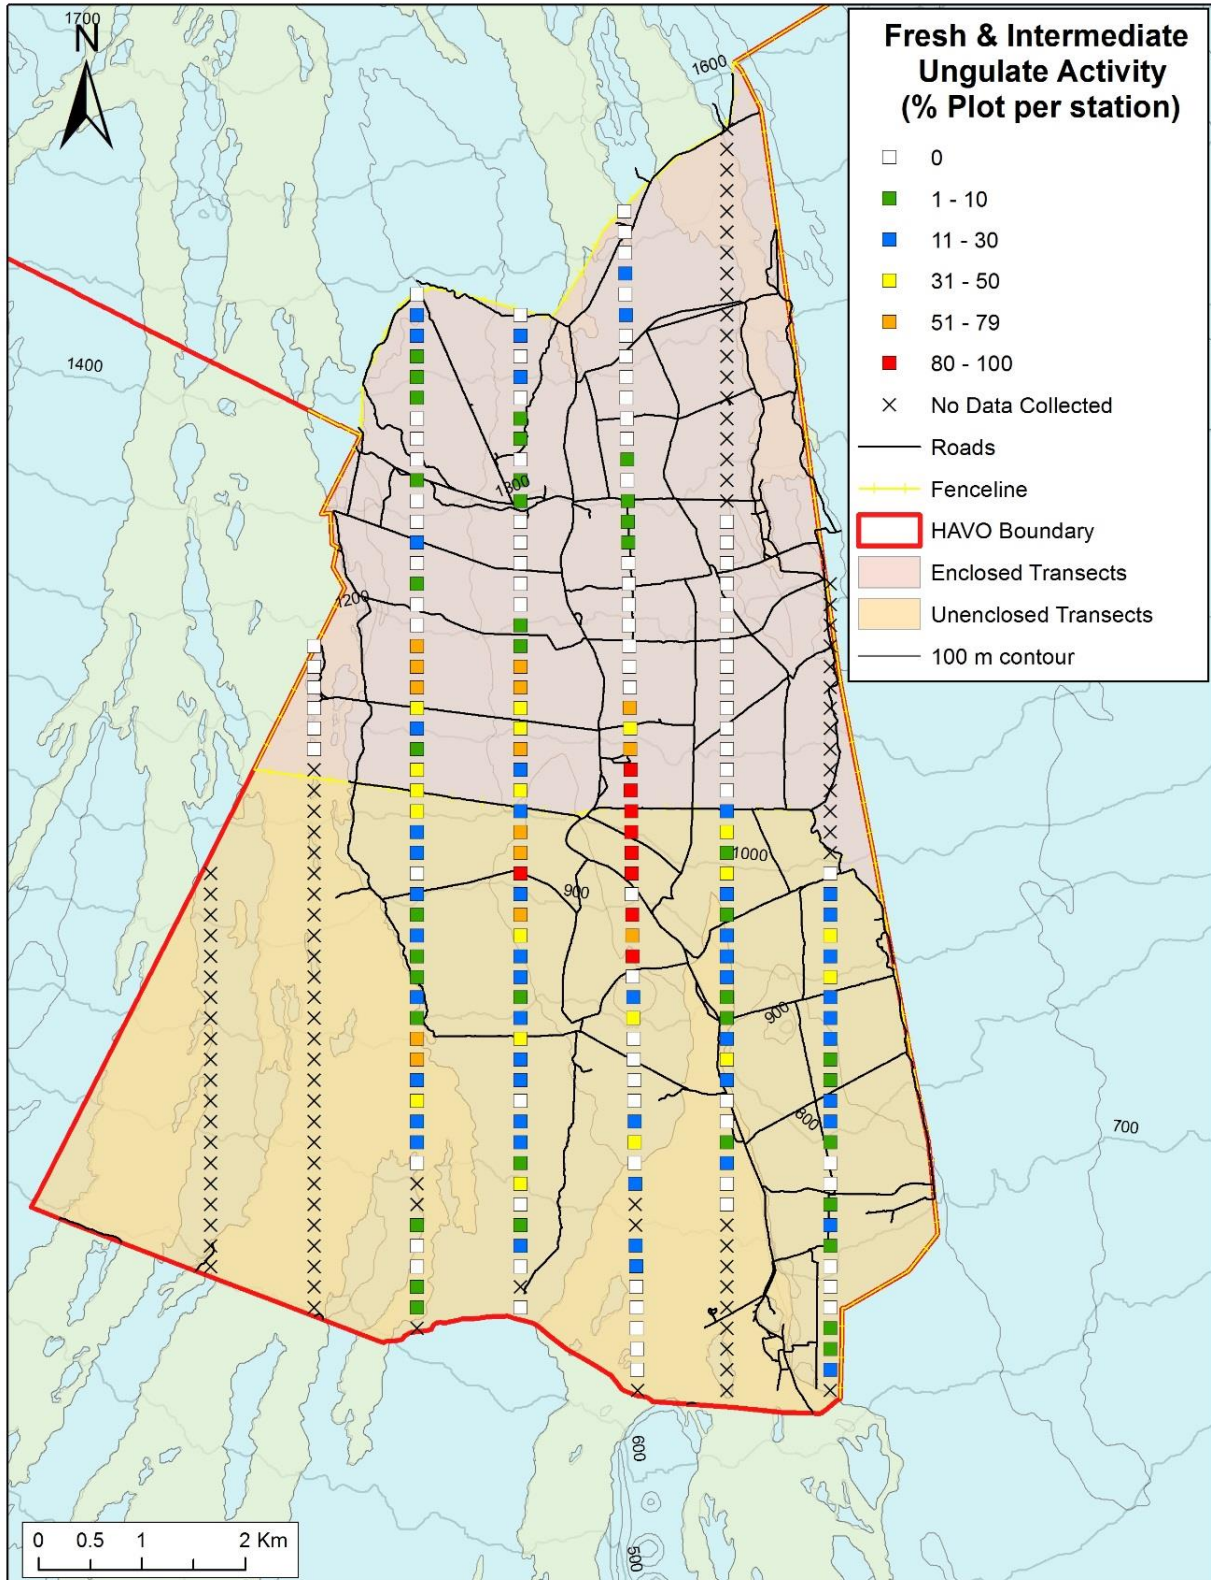 1700
N
1600
Fresh & Intermediate
Ungulate Activity
(% Plot per station)
0
1 - 10
11 - 30
31 - 50
51 - 79
80 - 100
No Data Collected
Roads
Fenceline
HAVO Boundary
Enclosed Transects
Unenclosed Transects
100 m contour
1400
1300
1200
1000
900
900
800
700
600
500
0 0.5 1 2 Km